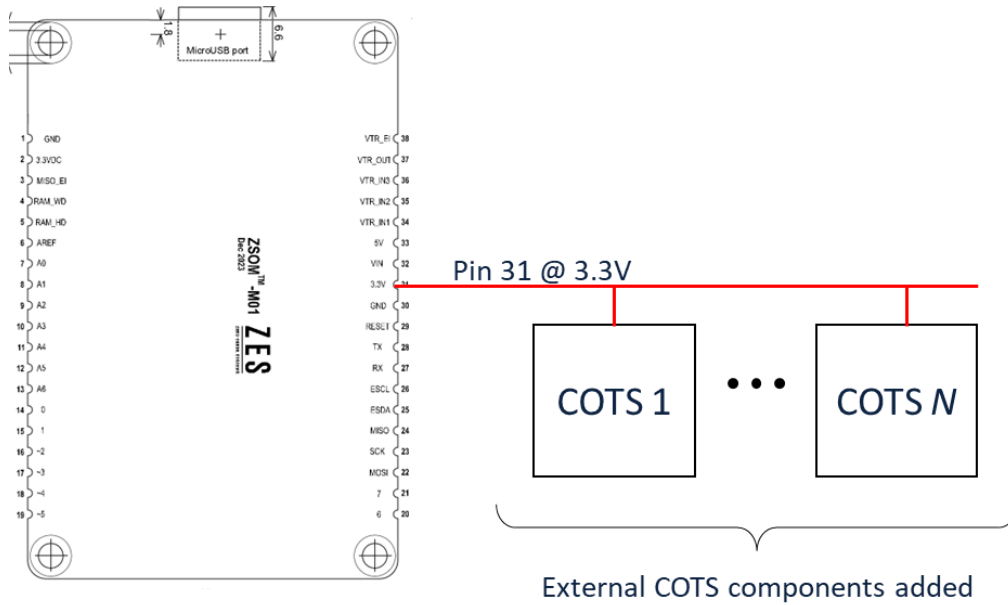 1.8
6.6
MicroUSB port
1 GND
2 3.3VDC
3 MISO_EI
4 RAM_WD
5 RAM_HD
6 AREF
7 A0
8 A1
9 A2
10 A3
11 A4
12 A5
13 A6
14 0
15 1
16 ~2
17 ~3
18 ~4
19 ~5
ZSOM™-M01
Dec 2023
ZES
VTR_EI 38
VTR_OUT 37
VTR_IN3 36
VTR_IN2 35
VTR_IN1 34
5V 33
VIN 32
3.3V 31
GND 30
RESET 29
TX 28
RX 27
ESCL 26
ESDA 25
MISO 24
SCK 23
MOSI 22
7 21
6 20
Pin 31 @ 3.3V
COTS 1
COTS N
External COTS components added